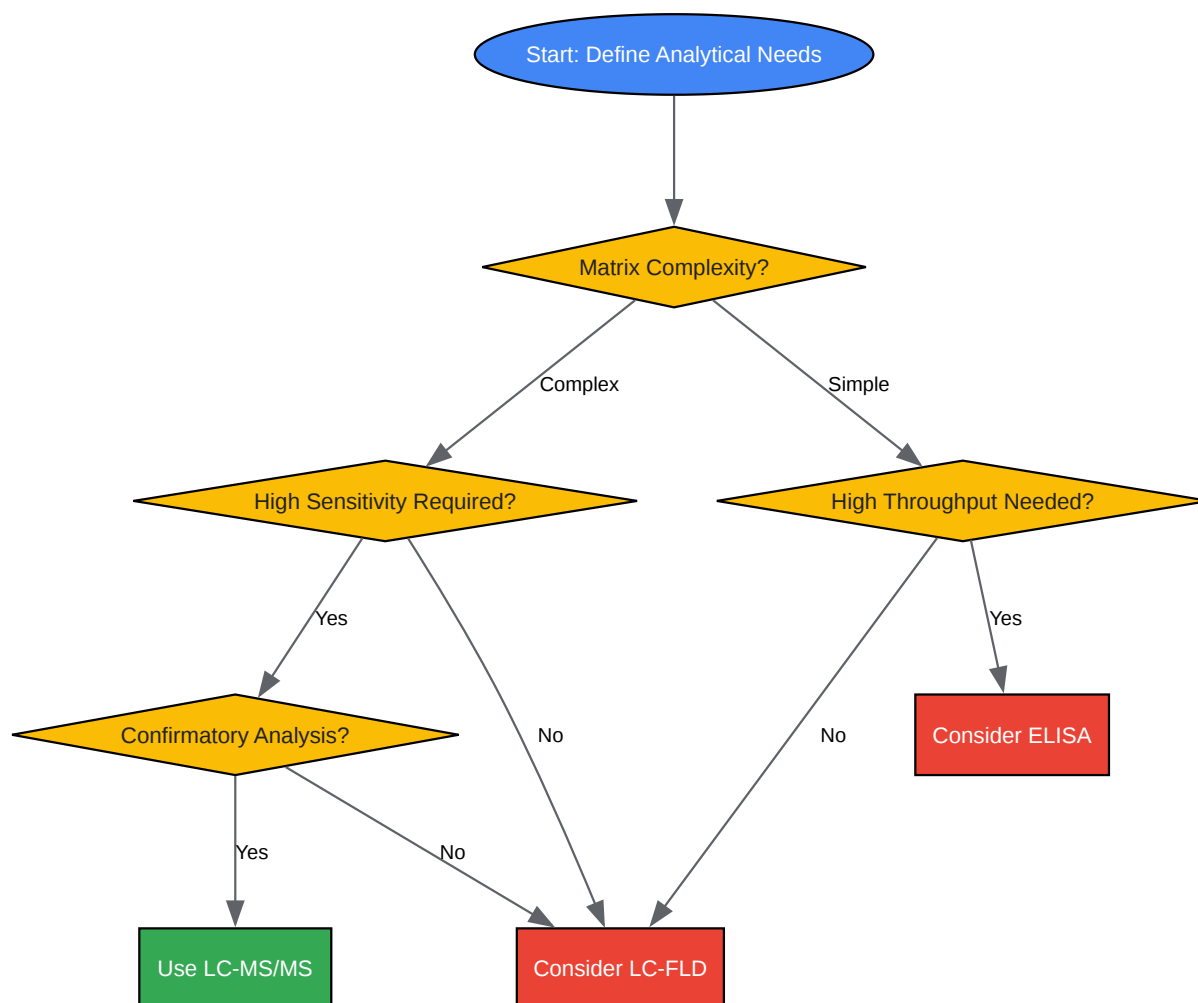 Start: Define Analytical Needs
Matrix Complexity?
Complex
Simple
High Sensitivity Required?
High Throughput Needed?
Yes
Yes
Confirmatory Analysis?
No
No
Consider ELISA
Yes
No
Use LC-MS/MS
Consider LC-FLD